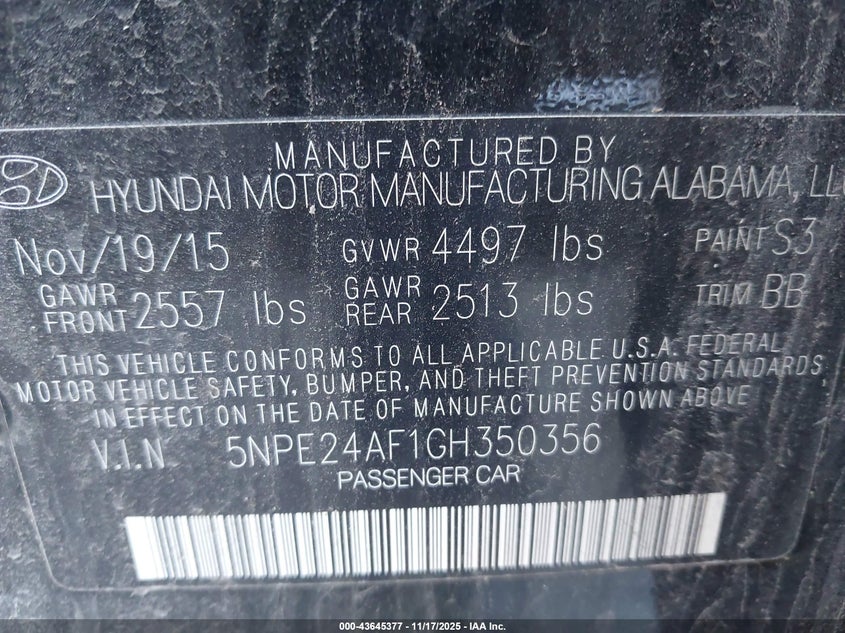 MANUFACTURED BY
HYUNDAI MOTOR MANUFACTURING ALABAMA, LLC
Nov/19/15 GVWR 4497 lbs PAINT S3
GAWR FRONT 2557 lbs GAWR REAR 2513 lbs TRIM BB
THIS VEHICLE CONFORMS TO ALL APPLICABLE U.S.A. FEDERAL
MOTOR VEHICLE SAFETY, BUMPER, AND THEFT PREVENTION STANDARDS
IN EFFECT ON THE DATE OF MANUFACTURE SHOWN ABOVE
V.I.N 5NPE24AF1GH350356
PASSENGER CAR
000-43645377 - 11/17/2025 - IAA Inc.